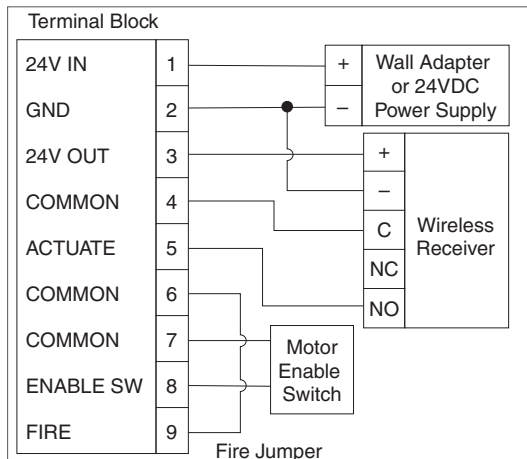 Terminal Block
24V IN 1
GND 2
24V OUT 3
COMMON 4
ACTUATE 5
COMMON 6
COMMON 7
ENABLE SW 8
FIRE 9
+
–
Wall Adapter
or 24VDC
Power Supply
+
–
C
NC
NO
Wireless
Receiver
Motor
Enable
Switch
Fire Jumper